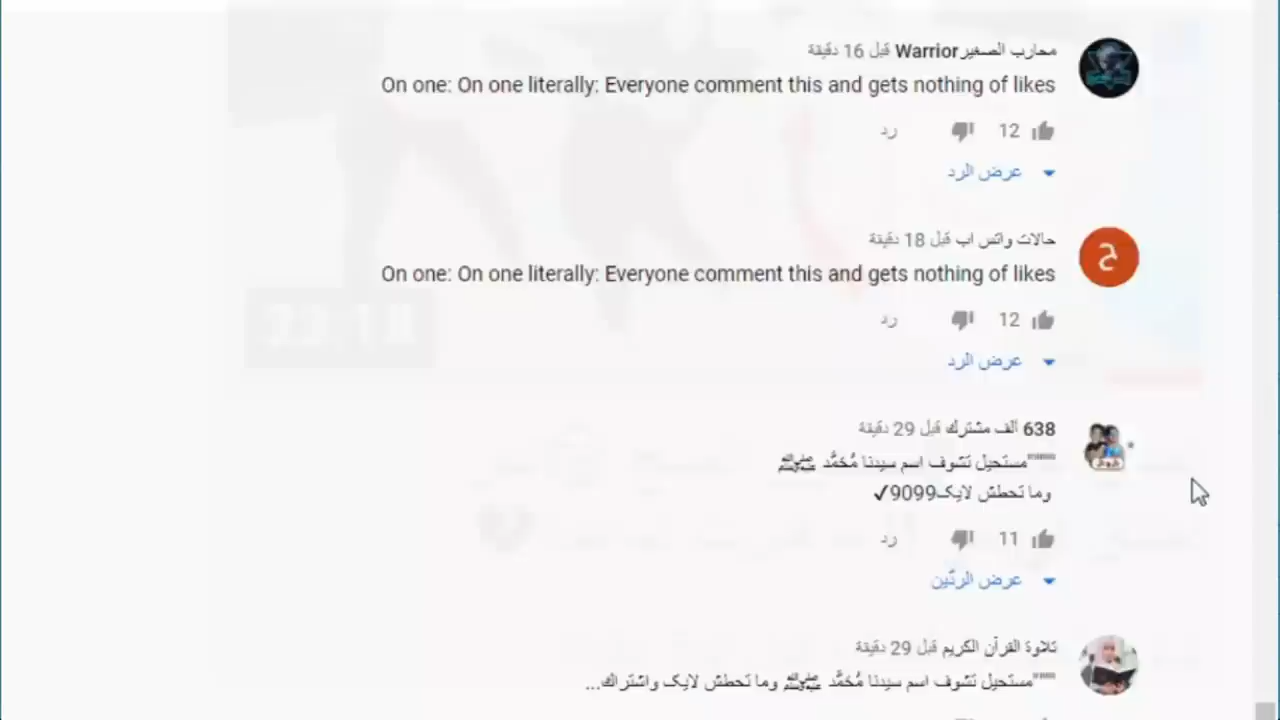 محارب الصغيرWarrior قبل 16 دقيقة
On one: On one literally: Everyone comment this and gets nothing of likes
12 رد
عرض الرد
حالات واتس اب قبل 18 دقيقة
On one: On one literally: Everyone comment this and gets nothing of likes
12 رد
عرض الرد
638 ألف مشترك قبل 29 دقيقة
""""مستحيل تشوف اسم سيدنا مُحَمَّد ﷺ
وما تحطش لايك9099✓
11 رد
عرض الردّين
تلاوة القرآن الكريم قبل 29 دقيقة
""""مستحيل تشوف اسم سيدنا مُحَمَّد ﷺ وما تحطش لايك واشتراك...